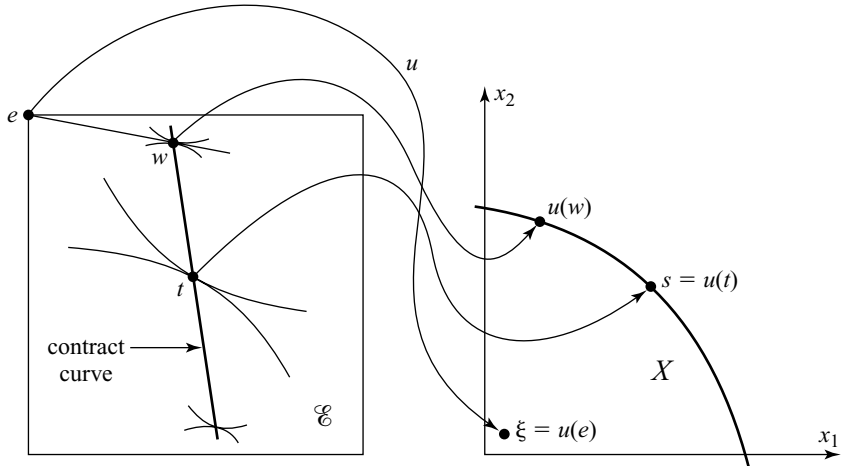 u
e
x₂
w
u(w)
t
s = u(t)
contract
curve
X
ℰ
ξ = u(e)
x₁